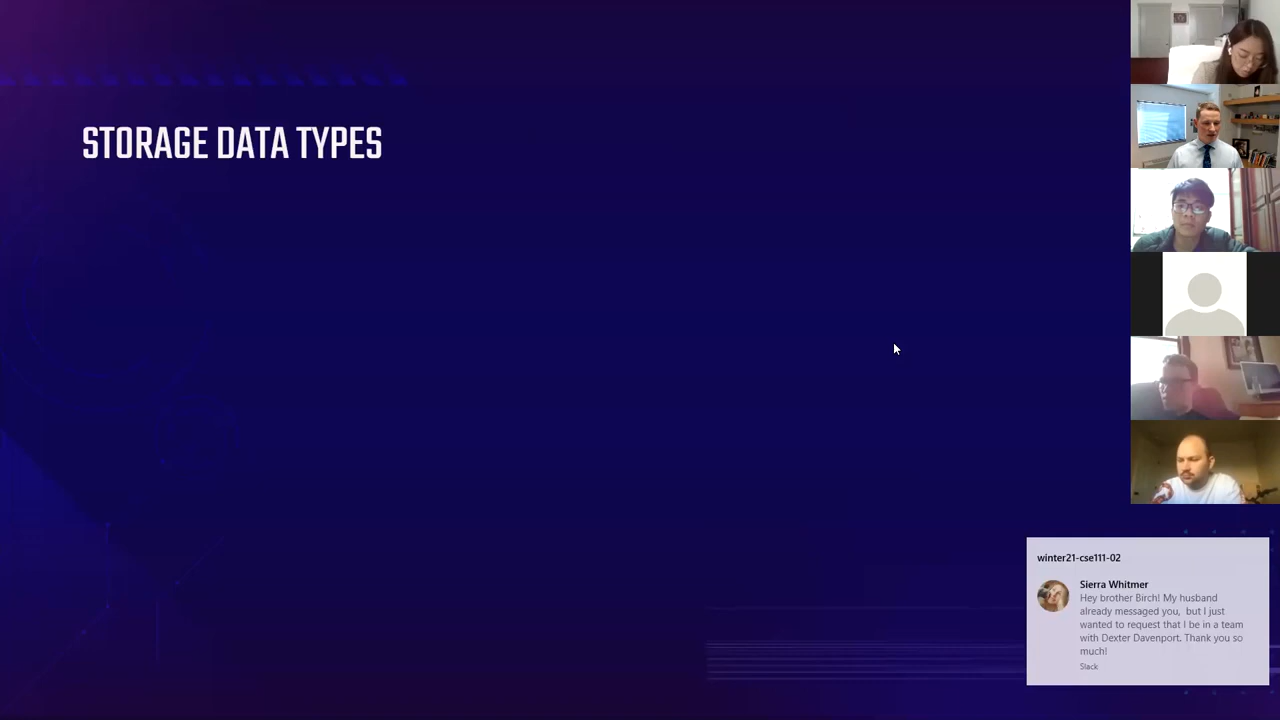 STORAGE DATA TYPES
winter21-cse111-02
Sierra Whitmer
Hey brother Birch! My husband
already messaged you, but I just
wanted to request that I be in a team
with Dexter Davenport. Thank you so
much!
Slack